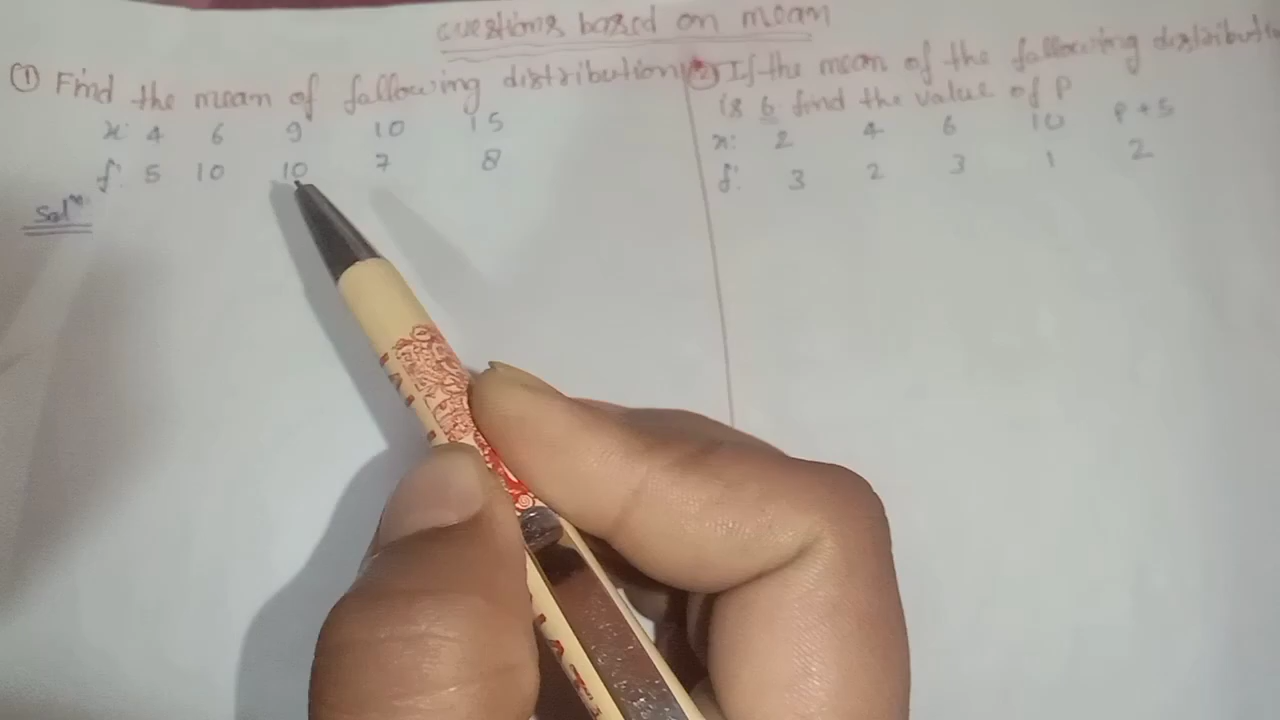 Questions based on mean
① Find the mean of following distribution
x: 4 6 9 10 15
f: 5 10 10 7 8
Solⁿ:
② If the mean of the following distributi
is 6 find the value of P
x: 2 4 6 10 P+5
f: 3 2 3 1 2